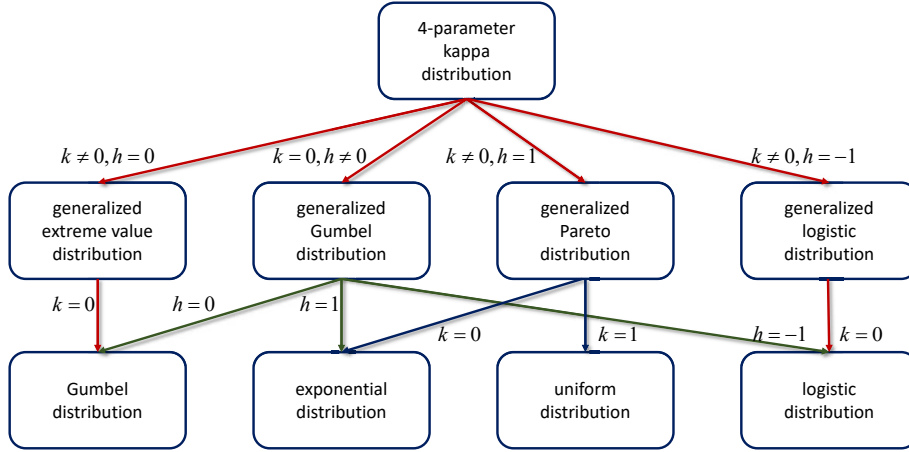 4-parameter
kappa
distribution
k ≠ 0, h = 0
k = 0, h ≠ 0
k ≠ 0, h = 1
k ≠ 0, h = −1
generalized
extreme value
distribution
generalized
Gumbel
distribution
generalized
Pareto
distribution
generalized
logistic
distribution
k = 0
h = 0
h = 1
k = 0
k = 1
h = −1
k = 0
Gumbel
distribution
exponential
distribution
uniform
distribution
logistic
distribution